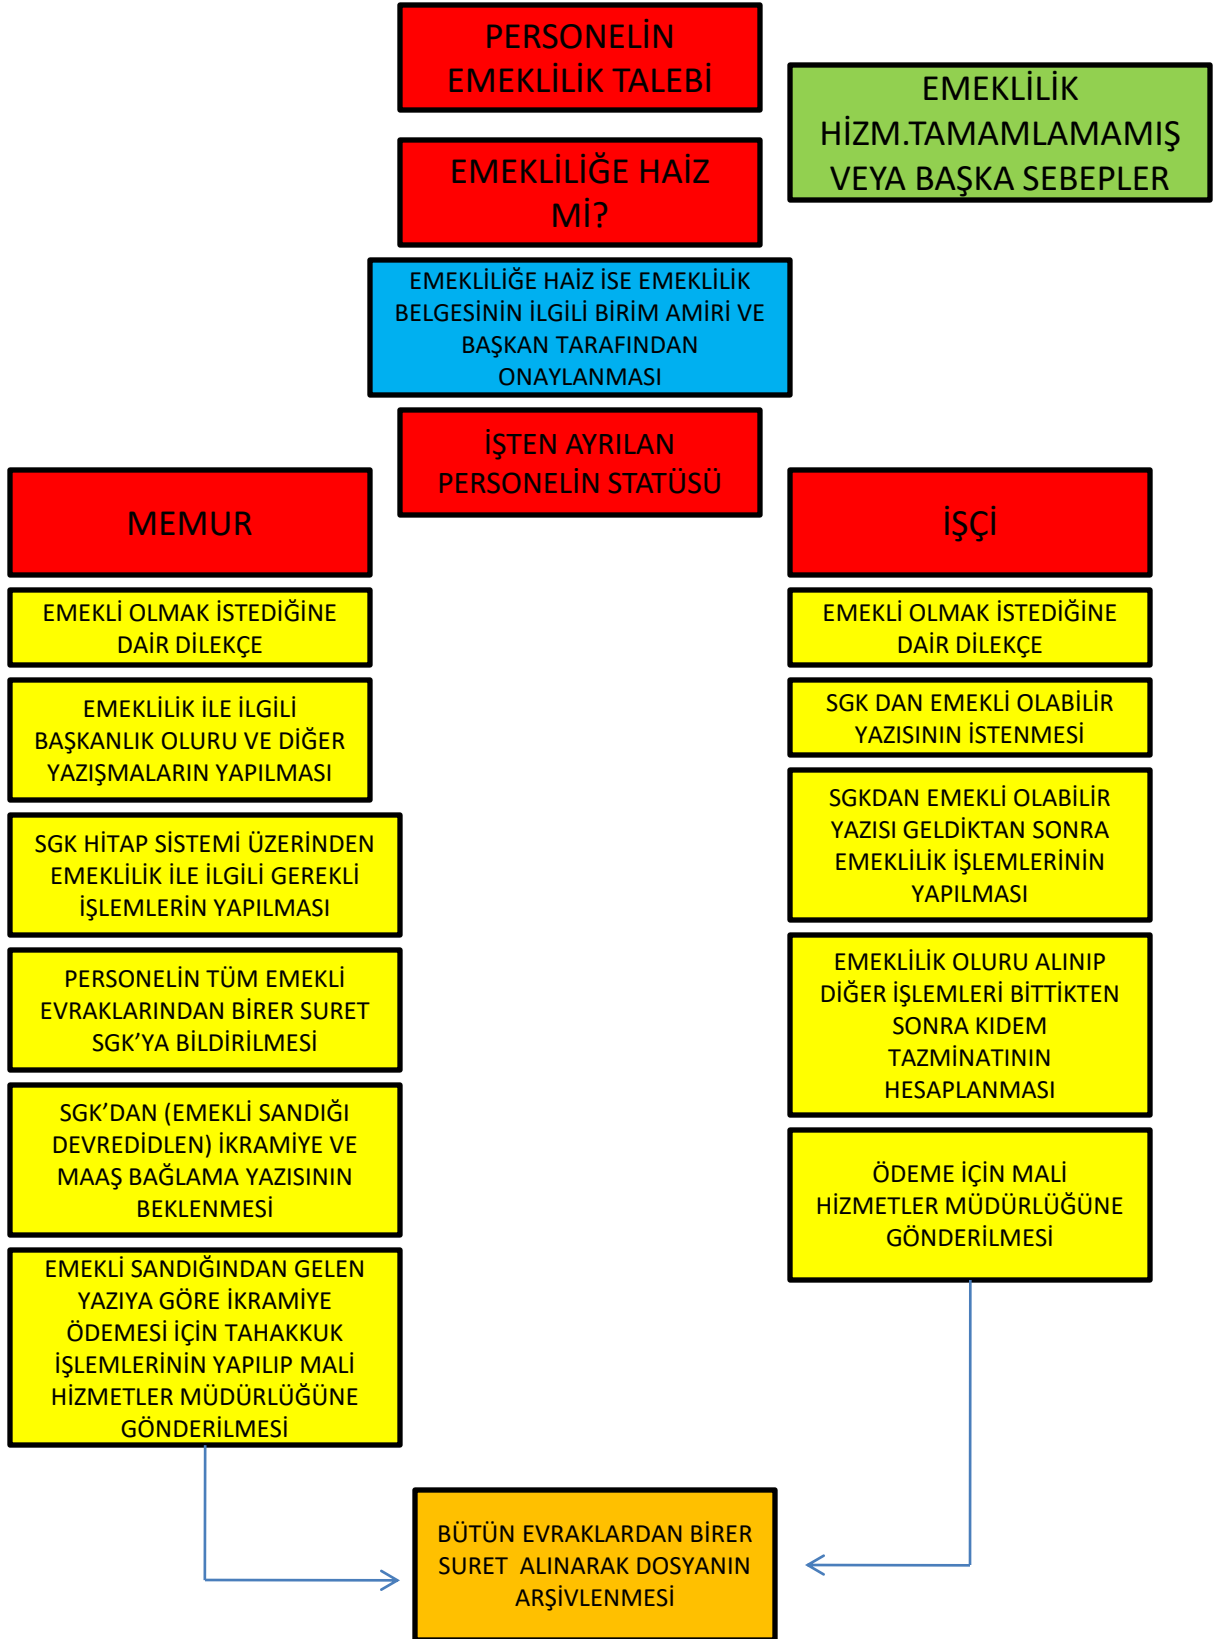 PERSONELİN
EMEKLİLİK TALEBİ
EMEKLİLİK
HİZM.TAMAMLAMAMIŞ
VEYA BAŞKA SEBEPLER
EMEKLİLİĞE HAİZ
Mİ?
EMEKLİLİĞE HAİZ İSE EMEKLİLİK
BELGESİNİN İLGİLİ BİRİM AMİRİ VE
BAŞKAN TARAFINDAN
ONAYLANMASI
İŞTEN AYRILAN
PERSONELİN STATÜSÜ
MEMUR
EMEKLİ OLMAK İSTEDİĞİNE
DAİR DİLEKÇE
EMEKLİLİK İLE İLGİLİ
BAŞKANLIK OLURU VE DİĞER
YAZIŞMALARIN YAPILMASI
SGK HİTAP SİSTEMİ ÜZERİNDEN
EMEKLİLİK İLE İLGİLİ GEREKLİ
İŞLEMLERİN YAPILMASI
PERSONELİN TÜM EMEKLİ
EVRAKLARINDAN BİRER SURET
SGK’YA BİLDİRİLMESİ
SGK’DAN (EMEKLİ SANDIĞI
DEVREDİDLEN) İKRAMİYE VE
MAAŞ BAĞLAMA YAZISININ
BEKLENMESİ
EMEKLİ SANDIĞINDAN GELEN
YAZIYA GÖRE İKRAMİYE
ÖDEMESİ İÇİN TAHAKKUK
İŞLEMLERİNİN YAPILIP MALİ
HİZMETLER MÜDÜRLÜĞÜNE
GÖNDERİLMESİ
İŞÇİ
EMEKLİ OLMAK İSTEDİĞİNE
DAİR DİLEKÇE
SGK DAN EMEKLİ OLABİLİR
YAZISININ İSTENMESİ
SGKDAN EMEKLİ OLABİLİR
YAZISI GELDİKTAN SONRA
EMEKLİLİK İŞLEMLERİNİN
YAPILMASI
EMEKLİLİK OLURU ALINIP
DİĞER İŞLEMLERİ BİTTİKTEN
SONRA KIDEM
TAZMİNATININ
HESAPLANMASI
ÖDEME İÇİN MALİ
HİZMETLER MÜDÜRLÜĞÜNE
GÖNDERİLMESİ
BÜTÜN EVRAKLARDAN BİRER
SURET ALINARAK DOSYANIN
ARŞİVLENMESİ